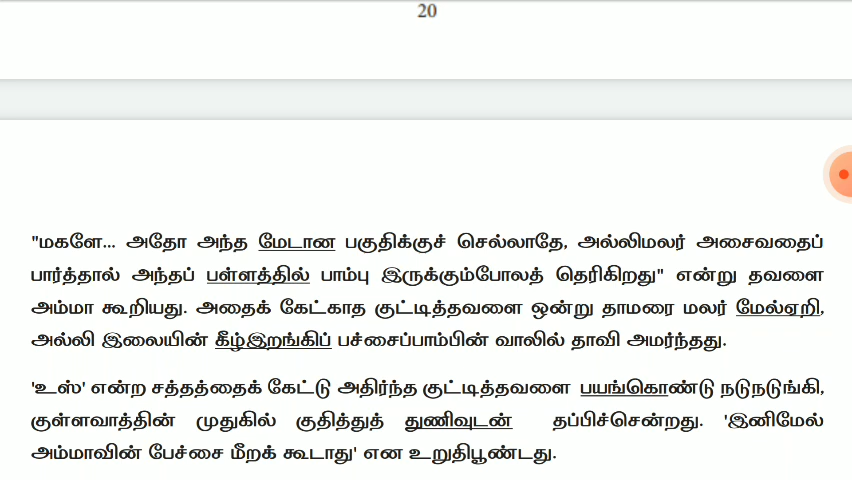 20
"மகளே... அதோ அந்த மேடான பகுதிக்குச் செல்லாதே, அல்லிமலர் அசைவதைப்
பார்த்தால் அந்தப் பள்ளத்தில் பாம்பு இருக்கும்போலத் தெரிகிறது" என்று தவளை
அம்மா கூறியது. அதைக் கேட்காத குட்டித்தவளை ஒன்று தாமரை மலர் மேல்ஏறி,
அல்லி இலையின் கீழ்இறங்கிப் பச்சைப்பாம்பின் வாலில் தாவி அமர்ந்தது.
'உஸ்' என்ற சத்தத்தைக் கேட்டு அதிர்ந்த குட்டித்தவளை பயங்கொண்டு நடுநடுங்கி,
குள்ளவாத்தின் முதுகில் குதித்துத் துணிவுடன் தப்பிச்சென்றது. 'இனிமேல்
அம்மாவின் பேச்சை மீறக் கூடாது' என உறுதிபூண்டது.